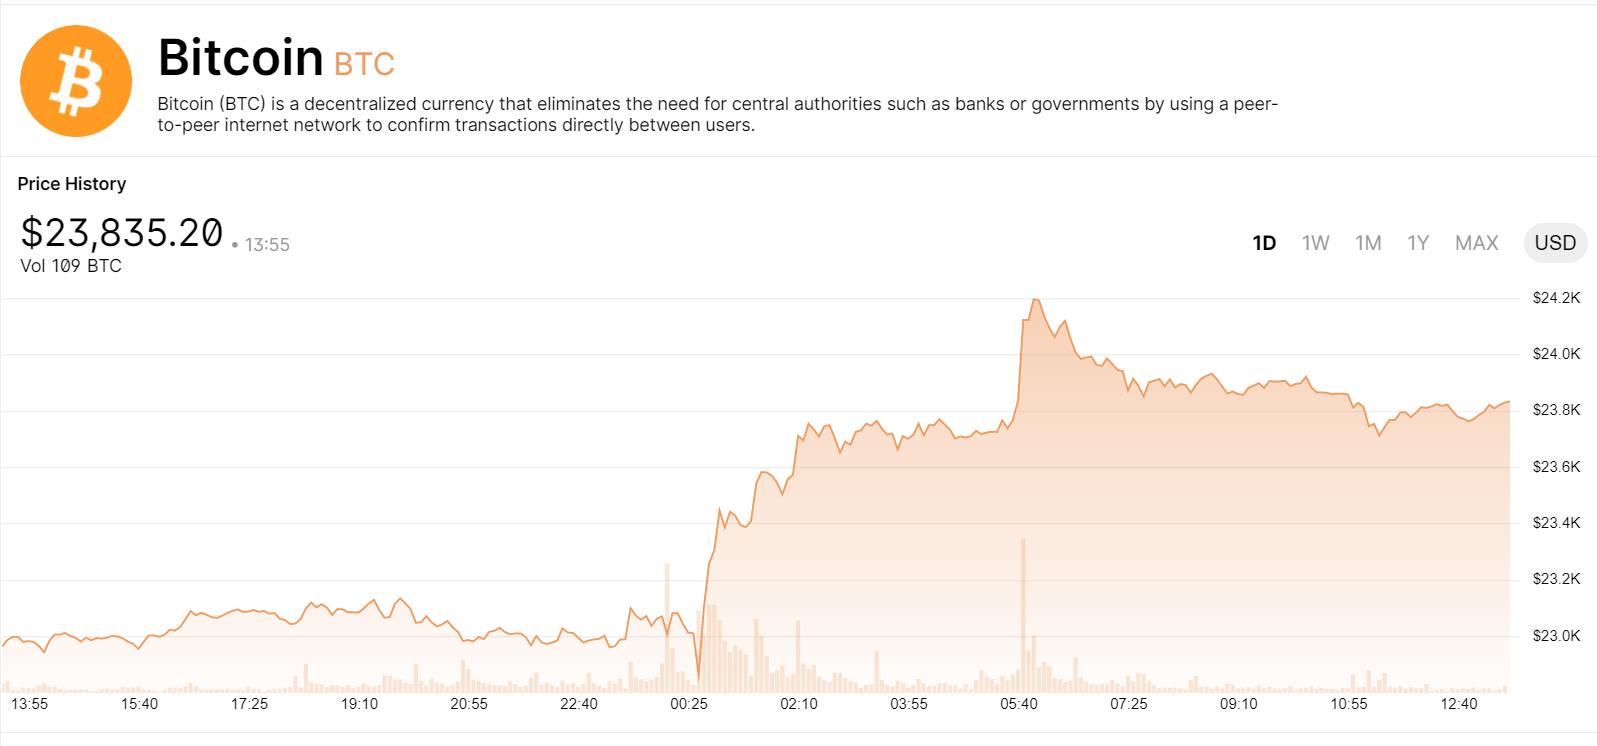 Bitcoin BTC
Bitcoin (BTC) is a decentralized currency that eliminates the need for central authorities such as banks or governments by using a peer-
to-peer internet network to confirm transactions directly between users.
Price History
$23,835.20 • 13:55
Vol 109 BTC
1D 1W 1M 1Y MAX USD
$24.2K
$24.0K
$23.8K
$23.6K
$23.4K
$23.2K
$23.0K
13:55 15:40 17:25 19:10 20:55 22:40 00:25 02:10 03:55 05:40 07:25 09:10 10:55 12:40